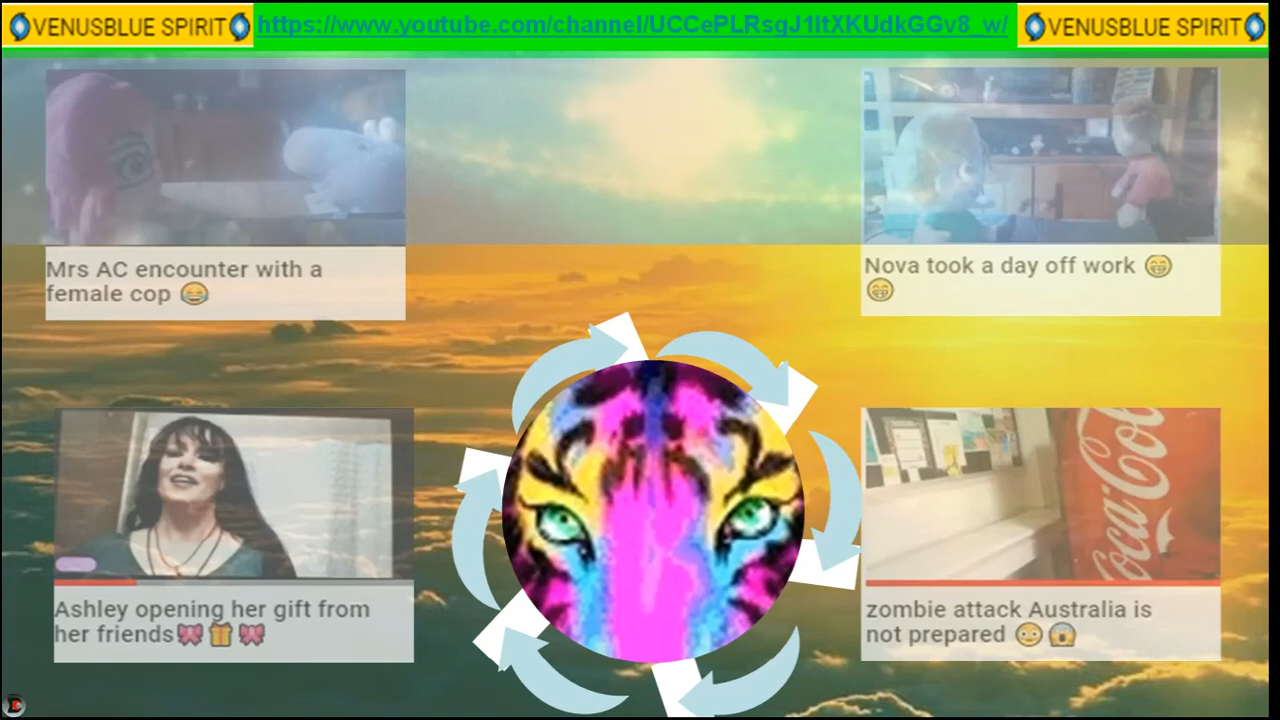 VENUSBLUE SPIRIT
https://www.youtube.com/channel/UCCePLRsgJ1ltXKUdkGGv8_w/
VENUSBLUE SPIRIT
Mrs AC encounter with a
female cop 😂
Nova took a day off work 😁
😁
Ashley opening her gift from
her friends🎀🎁🎀
Coca-Cola
zombie attack Australia is
not prepared 😳😱